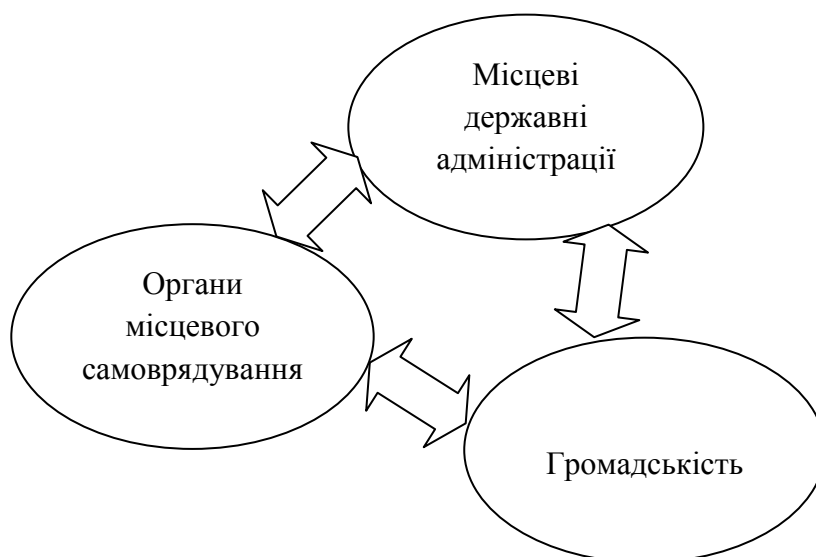 Місцеві
державні
адміністрації
Органи
місцевого
самоврядування
Громадськість